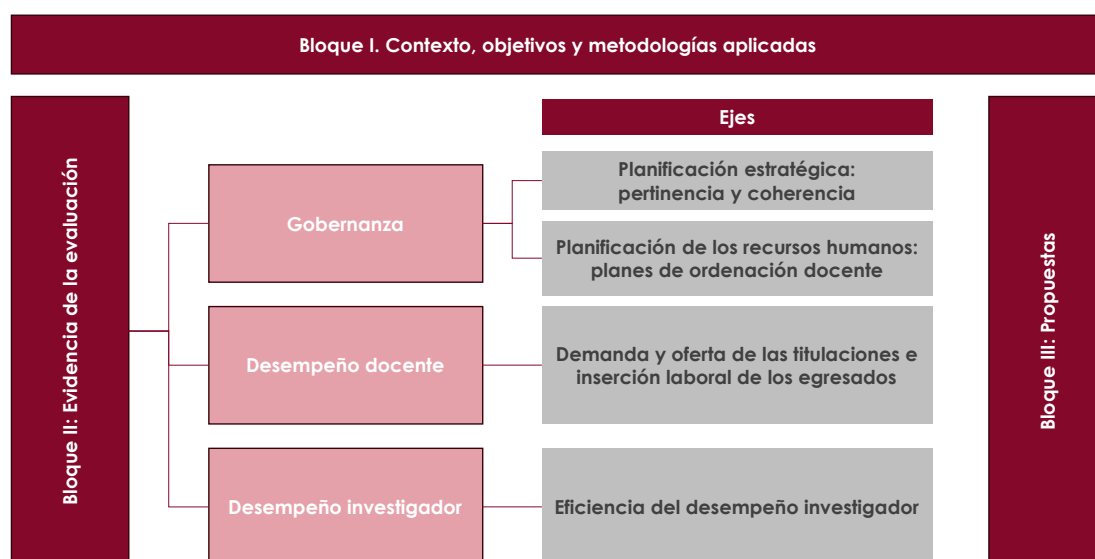 Bloque I. Contexto, objetivos y metodologías aplicadas
Bloque II: Evidencia de la evaluación
Ejes
Gobernanza
Planificación estratégica:
pertinencia y coherencia
Planificación de los recursos humanos:
planes de ordenación docente
Desempeño docente
Demanda y oferta de las titulaciones e
inserción laboral de los egresados
Desempeño investigador
Eficiencia del desempeño investigador
Bloque III: Propuestas